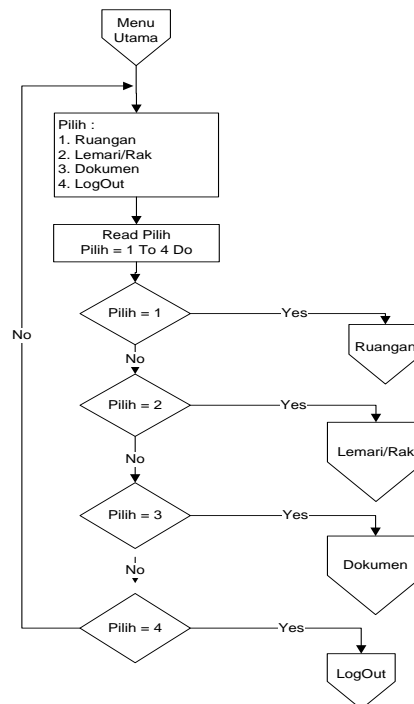 Menu
Utama
Pilih :
1. Ruangan
2. Lemari/Rak
3. Dokumen
4. LogOut
Read Pilih
Pilih = 1 To 4 Do
Pilih = 1
Yes
Ruangan
No
No
Pilih = 2
Yes
Lemari/Rak
No
Pilih = 3
Yes
Dokumen
No
Pilih = 4
Yes
LogOut